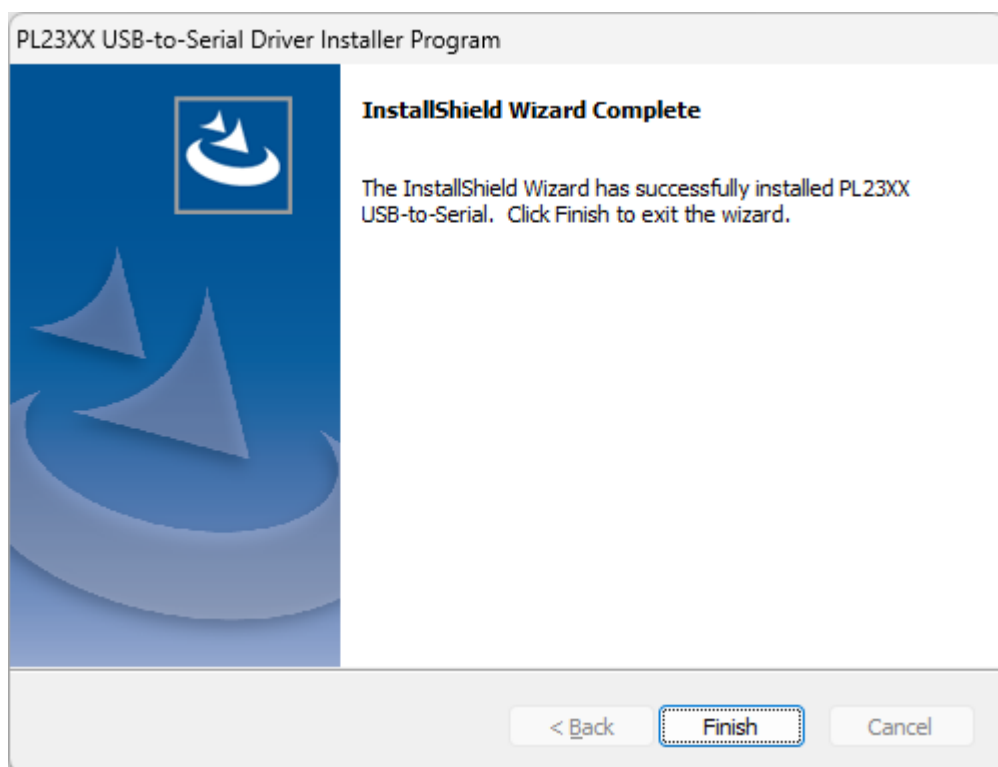 PL23XX USB-to-Serial Driver Installer Program
InstallShield Wizard Complete
The InstallShield Wizard has successfully installed PL23XX
USB-to-Serial.  Click Finish to exit the wizard.
< Back
Finish
Cancel